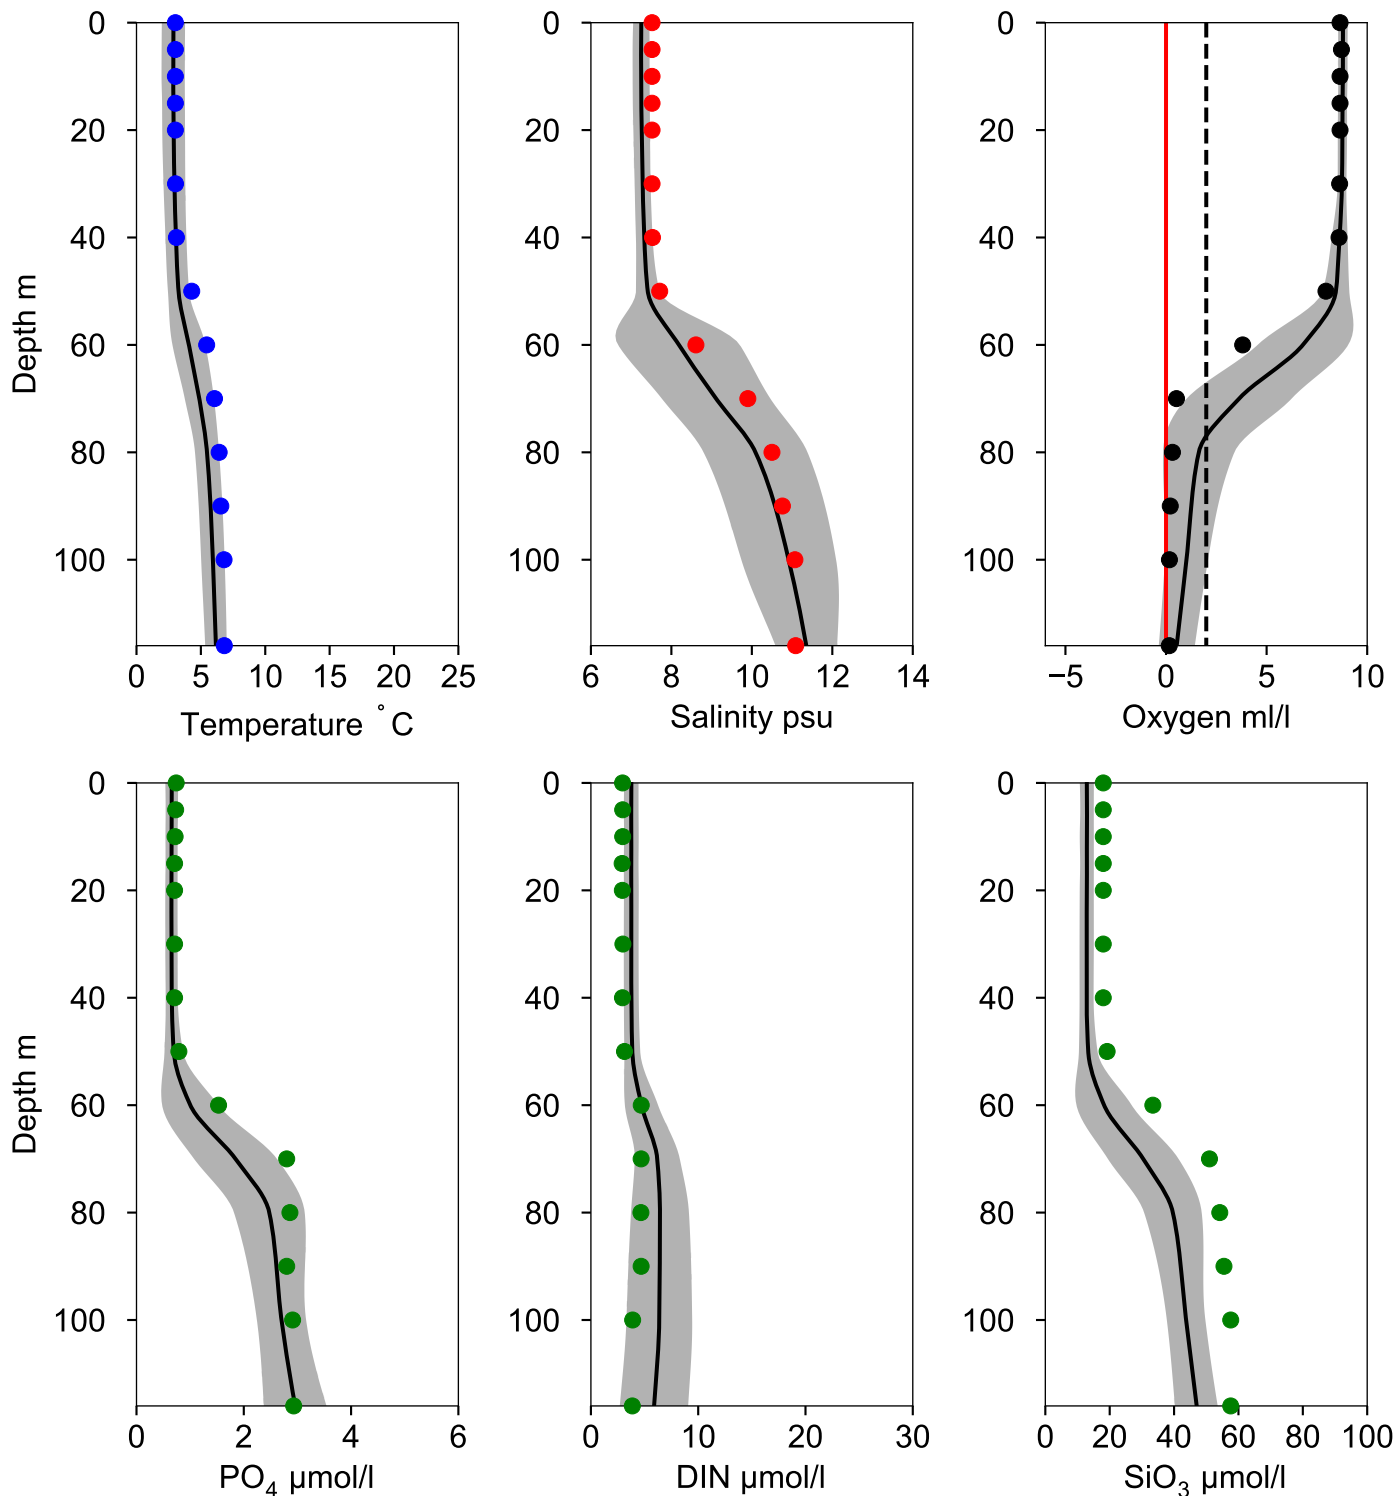 0
20
40
60
80
100
Depth m
0 5 10 15 20 25
Temperature ° C
0
20
40
60
80
100
6 8 10 12 14
Salinity psu
0
20
40
60
80
100
−5 0 5 10
Oxygen ml/l
0
20
40
60
80
100
Depth m
0 2 4 6
PO₄ µmol/l
0
20
40
60
80
100
0 10 20 30
DIN µmol/l
0
20
40
60
80
100
0 20 40 60 80 100
SiO₃ µmol/l